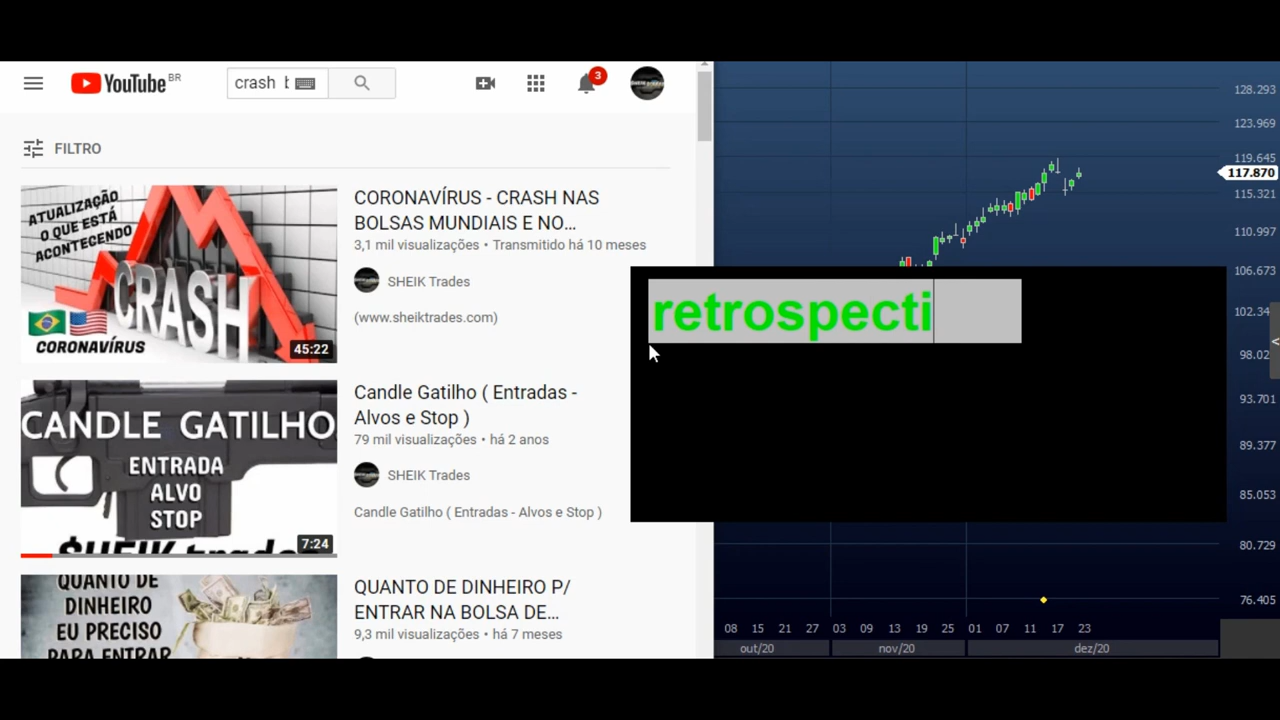 YouTube BR
crash
3
FILTRO
ATUALIZAÇÃO
O QUE ESTÁ
ACONTECENDO
CRASH
CORONAVÍRUS
45:22
CORONAVÍRUS - CRASH NAS
BOLSAS MUNDIAIS E NO...
3,1 mil visualizações • Transmitido há 10 meses
SHEIK Trades
(www.sheiktrades.com)
CANDLE GATILHO
ENTRADA
ALVO
STOP
7:24
Candle Gatilho ( Entradas -
Alvos e Stop )
79 mil visualizações • há 2 anos
SHEIK Trades
Candle Gatilho ( Entradas - Alvos e Stop )
QUANTO DE
DINHEIRO
EU PRECISO
PARA ENTRAR
QUANTO DE DINHEIRO P/
ENTRAR NA BOLSA DE...
9,3 mil visualizações • há 7 meses
retrospecti
128.293
123.969
119.645
117.870
115.321
110.997
106.673
102.34
98.02
93.701
89.377
85.053
80.729
76.405
<
08 15 21 27 03 09 13 19 25 01 07 11 17 23
out/20 nov/20 dez/20